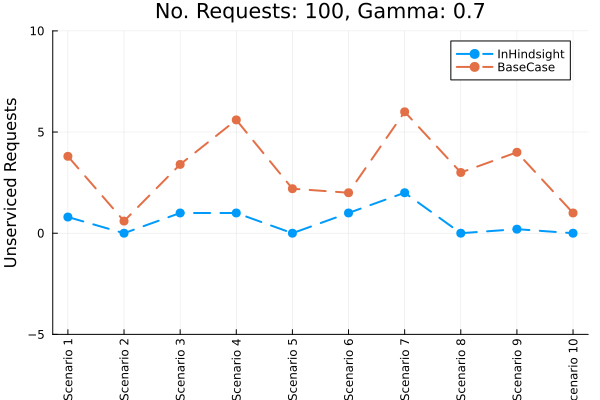 No. Requests: 100, Gamma: 0.7
InHindsight
BaseCase
Unserviced Requests
10
5
0
−5
Scenario 1
Scenario 2
Scenario 3
Scenario 4
Scenario 5
Scenario 6
Scenario 7
Scenario 8
Scenario 9
cenario 10